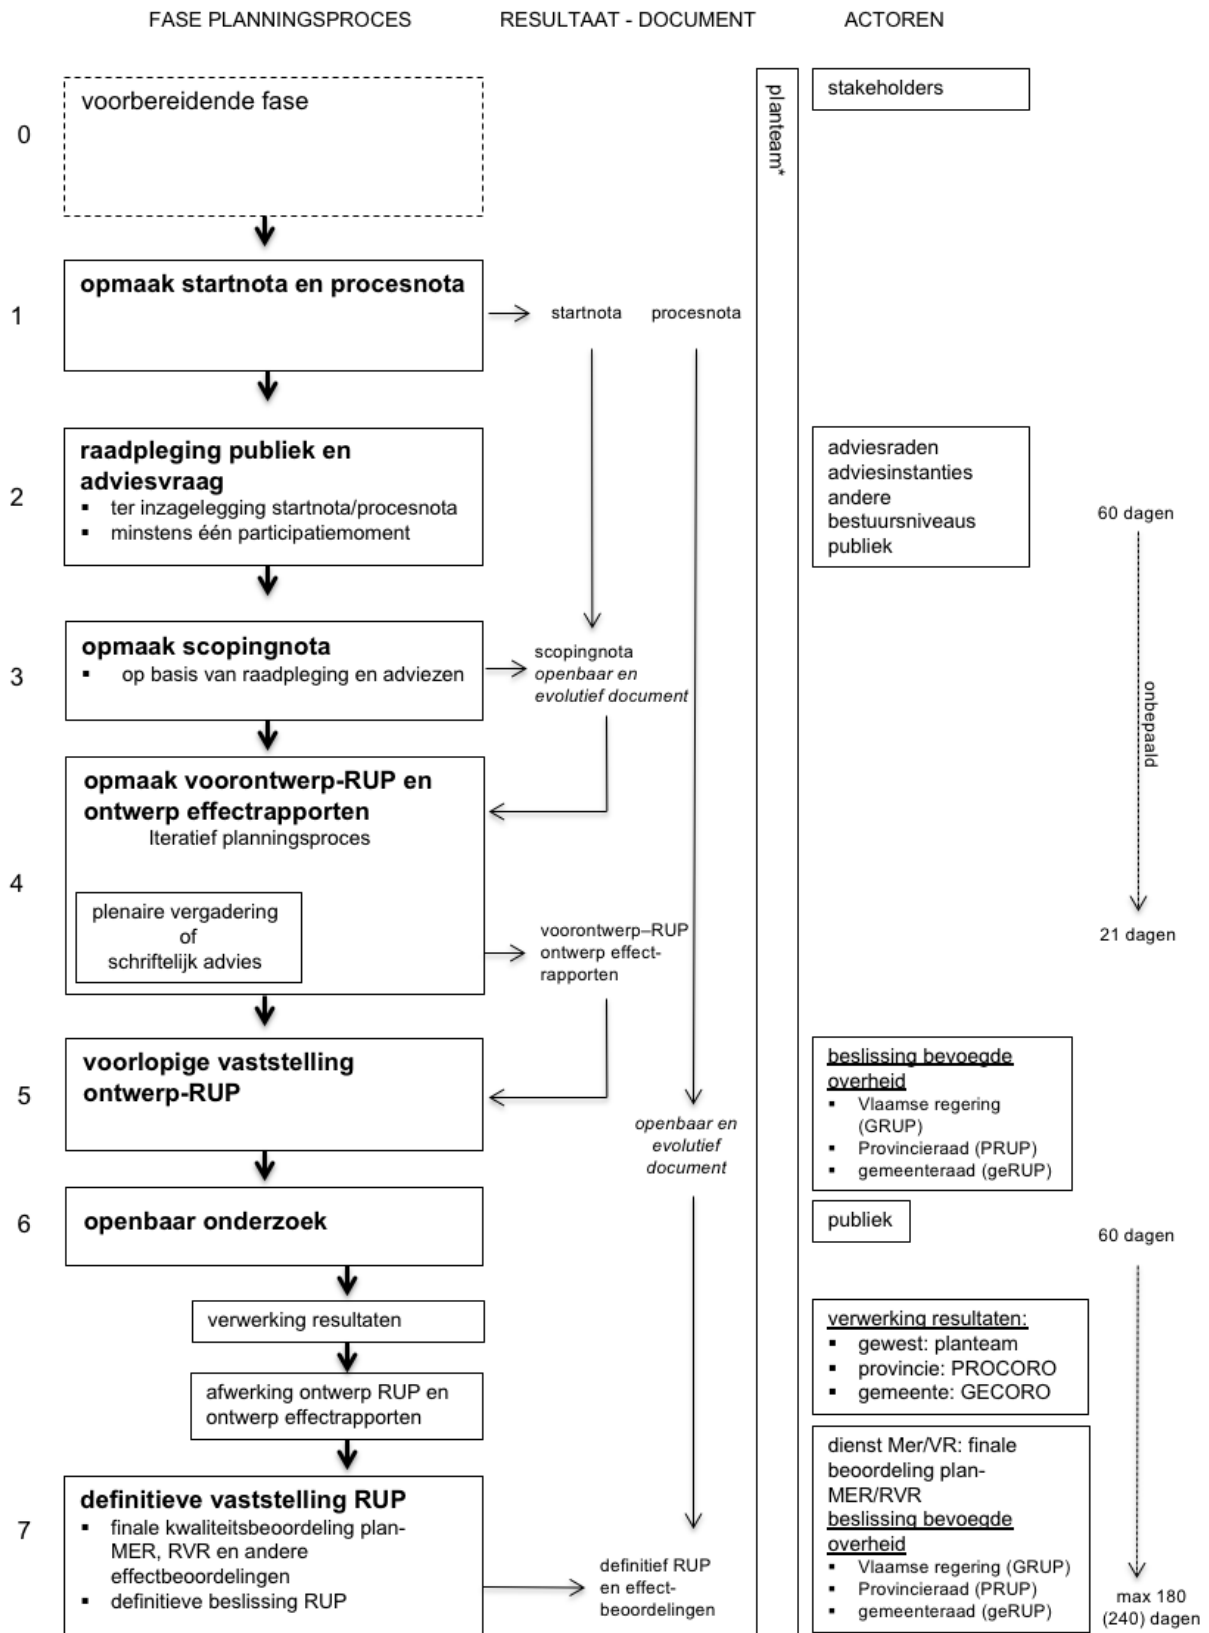 FASE PLANNINGSPROCES
RESULTAAT - DOCUMENT
ACTOREN
0
voorbereidende fase
planteam*
stakeholders
1
opmaak startnota en procesnota
startnota
procesnota
2
raadpleging publiek en
adviesvraag
▪ ter inzagelegging startnota/procesnota
▪ minstens één participatiemoment
adviesraden
adviesinstanties
andere
bestuursniveaus
publiek
60 dagen
3
opmaak scopingnota
▪ op basis van raadpleging en adviezen
scopingnota
openbaar en
evolutief document
onbepaald
4
opmaak voorontwerp-RUP en
ontwerp effectrapporten
Iteratief planningsproces
plenaire vergadering
of
schriftelijk advies
voorontwerp–RUP
ontwerp effect-
rapporten
21 dagen
5
voorlopige vaststelling
ontwerp-RUP
openbaar en
evolutief
document
beslissing bevoegde
overheid
▪ Vlaamse regering
(GRUP)
▪ Provincieraad (PRUP)
▪ gemeenteraad (geRUP)
6
openbaar onderzoek
publiek
60 dagen
verwerking resultaten
afwerking ontwerp RUP en
ontwerp effectrapporten
verwerking resultaten:
▪ gewest: planteam
▪ provincie: PROCORO
▪ gemeente: GECORO
7
definitieve vaststelling RUP
▪ finale kwaliteitsbeoordeling plan-
MER, RVR en andere
effectbeoordelingen
▪ definitieve beslissing RUP
definitief RUP
en effect-
beoordelingen
dienst Mer/VR: finale
beoordeling plan-
MER/RVR
beslissing bevoegde
overheid
▪ Vlaamse regering (GRUP)
▪ Provincieraad (PRUP)
▪ gemeenteraad (geRUP)
max 180
(240) dagen